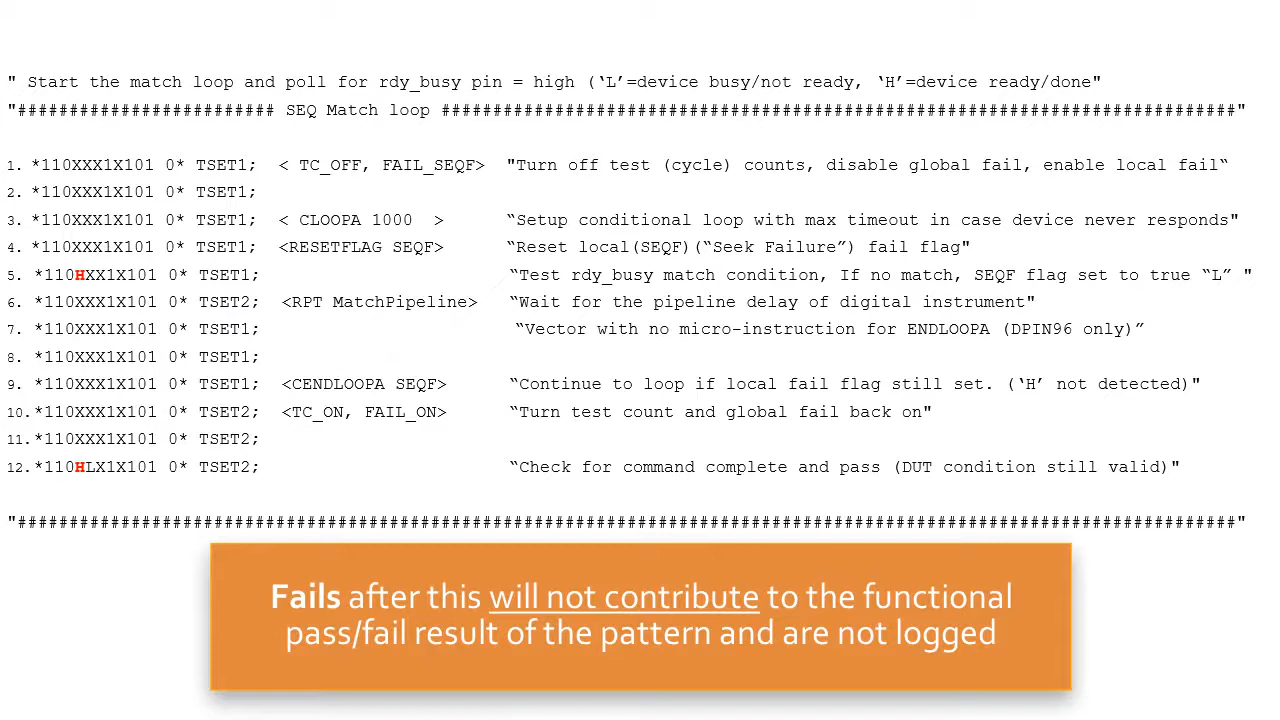 " Start the match loop and poll for rdy_busy pin = high (‘L’=device busy/not ready, ‘H’=device ready/done"
"######################### SEQ Match loop #############################################################################"
1. *110XXX1X101 0* TSET1; < TC_OFF, FAIL_SEQF> "Turn off test (cycle) counts, disable global fail, enable local fail“
2. *110XXX1X101 0* TSET1;
3. *110XXX1X101 0* TSET1; < CLOOPA 1000 > “Setup conditional loop with max timeout in case device never responds"
4. *110XXX1X101 0* TSET1; <RESETFLAG SEQF> “Reset local(SEQF)(“Seek Failure”) fail flag"
5. *110HXX1X101 0* TSET1; “Test rdy_busy match condition, If no match, SEQF flag set to true “L” "
6. *110XXX1X101 0* TSET2; <RPT MatchPipeline> “Wait for the pipeline delay of digital instrument"
7. *110XXX1X101 0* TSET1; “Vector with no micro-instruction for ENDLOOPA (DPIN96 only)”
8. *110XXX1X101 0* TSET1;
9. *110XXX1X101 0* TSET1; <CENDLOOPA SEQF> “Continue to loop if local fail flag still set. (‘H’ not detected)"
10. *110XXX1X101 0* TSET2; <TC_ON, FAIL_ON> “Turn test count and global fail back on"
11. *110XXX1X101 0* TSET2;
12. *110HLX1X101 0* TSET2; “Check for command complete and pass (DUT condition still valid)"
"######################################################################################################################"
Fails after this will not contribute to the functional
pass/fail result of the pattern and are not logged